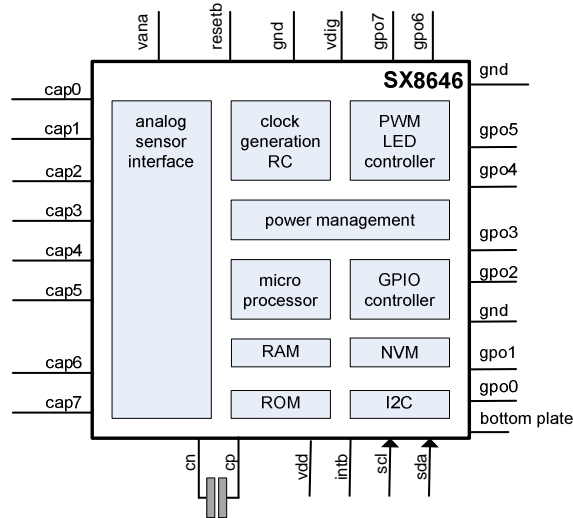 vana
resetb
gnd
vdig
gpo7
gpo6
SX8646
cap0
cap1
cap2
cap3
cap4
cap5
cap6
cap7
analog
sensor
interface
clock
generation
RC
PWM
LED
controller
power management
micro
processor
GPIO
controller
RAM
NVM
ROM
I2C
gnd
gpo5
gpo4
gpo3
gpo2
gnd
gpo1
gpo0
bottom plate
cn
cp
vdd
intb
scl
sda